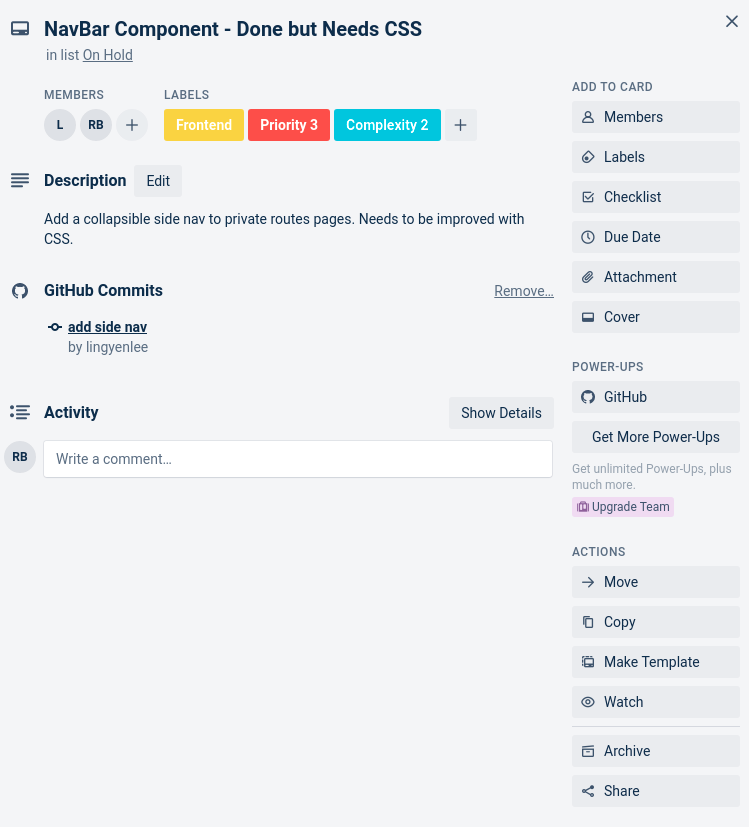 NavBar Component - Done but Needs CSS
in list On Hold
MEMBERS
L RB
LABELS
Frontend Priority 3 Complexity 2
Description Edit
Add a collapsible side nav to private routes pages. Needs to be improved with
CSS.
GitHub Commits Remove…
add side nav
by lingyenlee
Activity Show Details
RB Write a comment…
ADD TO CARD
Members
Labels
Checklist
Due Date
Attachment
Cover
POWER-UPS
GitHub
Get More Power-Ups
Get unlimited Power-Ups, plus
much more.
Upgrade Team
ACTIONS
Move
Copy
Make Template
Watch
Archive
Share